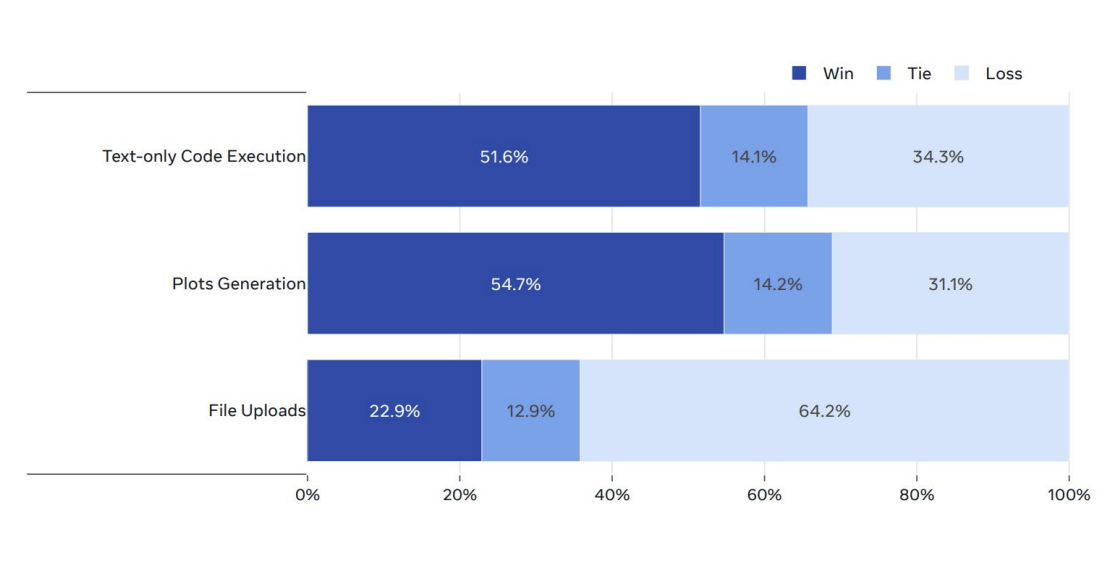 Win Tie Loss
Text-only Code Execution 51.6% 14.1% 34.3%
Plots Generation 54.7% 14.2% 31.1%
File Uploads 22.9% 12.9% 64.2%
0% 20% 40% 60% 80% 100%